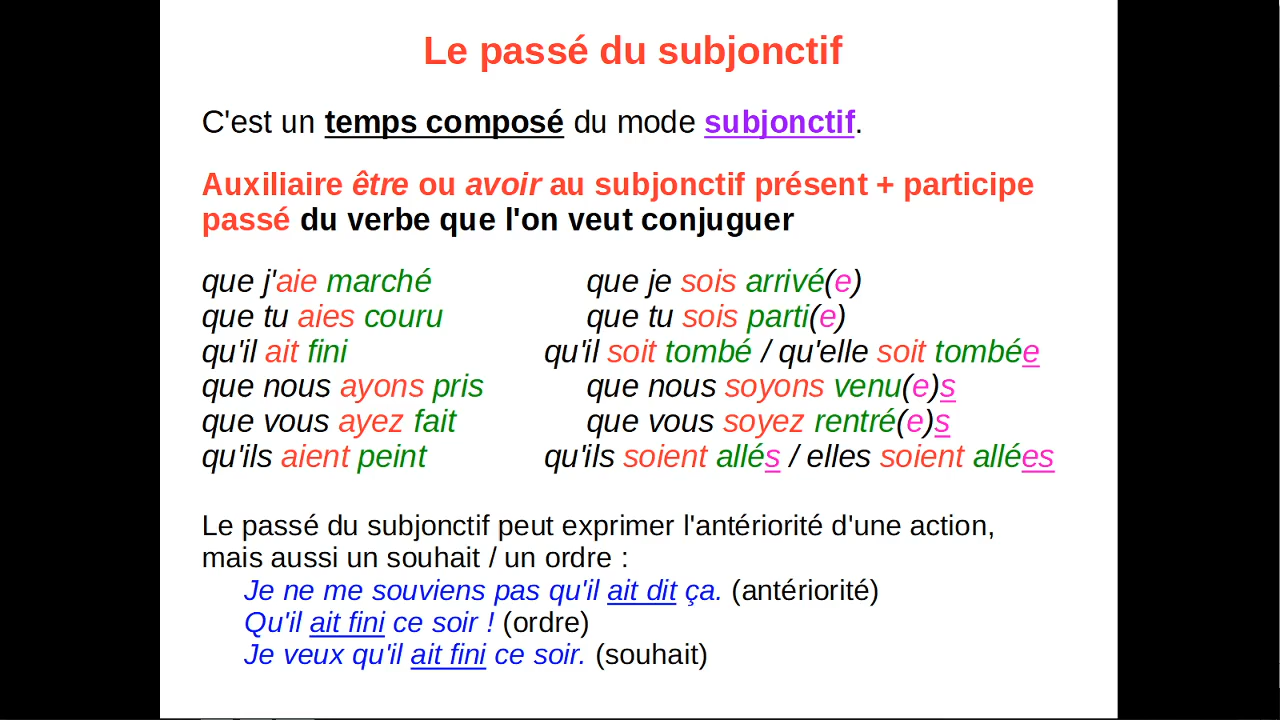 Le passé du subjonctif
C'est un temps composé du mode subjonctif.
Auxiliaire être ou avoir au subjonctif présent + participe
passé du verbe que l'on veut conjuguer
que j'aie marché que je sois arrivé(e)
que tu aies couru que tu sois parti(e)
qu'il ait fini qu'il soit tombé / qu'elle soit tombée
que nous ayons pris que nous soyons venu(e)s
que vous ayez fait que vous soyez rentré(e)s
qu'ils aient peint qu'ils soient allés / elles soient allées
Le passé du subjonctif peut exprimer l'antériorité d'une action,
mais aussi un souhait / un ordre :
Je ne me souviens pas qu'il ait dit ça. (antériorité)
Qu'il ait fini ce soir ! (ordre)
Je veux qu'il ait fini ce soir. (souhait)